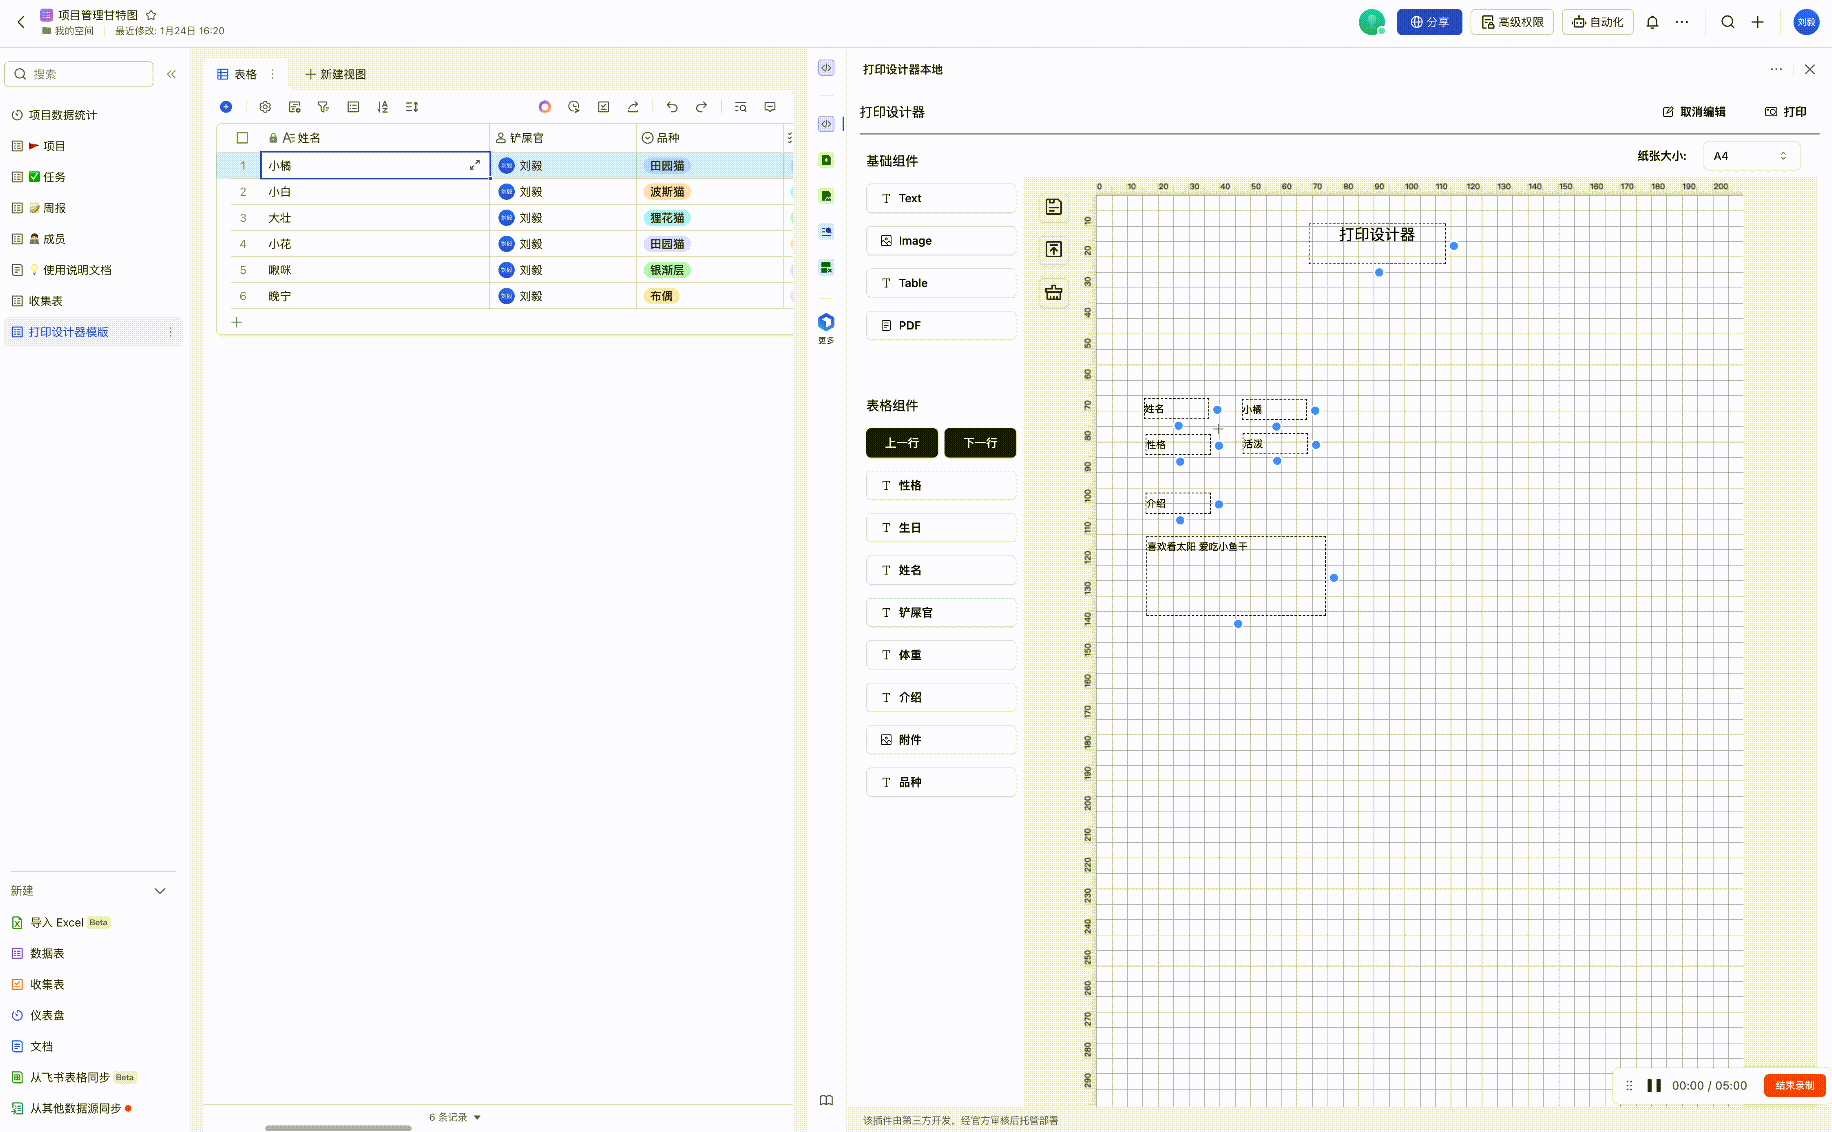 项目管理甘特图
我的空间 最近修改: 1月24日 16:20
分享
高级权限
自动化
刘毅
搜索
项目数据统计
项目
任务
周报
成员
使用说明文档
收集表
打印设计器模版
新建
导入 Excel Beta
数据表
收集表
仪表盘
文档
从飞书表格同步 Beta
从其他数据源同步
表格
新建视图
姓名 铲屎官 品种
1 小橘 刘毅 田园猫
2 小白 刘毅 波斯猫
3 大壮 刘毅 狸花猫
4 小花 刘毅 田园猫
5 啾咪 刘毅 银渐层
6 晚宁 刘毅 布偶
6 条记录
更多
打印设计器本地
打印设计器
取消编辑
打印
基础组件
纸张大小: A4
Text
Image
Table
PDF
表格组件
上一行 下一行
性格
生日
姓名
铲屎官
体重
介绍
附件
品种
0 10 20 30 40 50 60 70 80 90 100 110 120 130 140 150 160 170 180 190 200
10
20
30
40
50
60
70
80
90
100
110
120
130
140
150
160
170
180
190
200
210
220
230
240
250
260
270
280
290
打印设计器
姓名 小橘
性格 活泼
介绍
喜欢看太阳 爱吃小鱼干
00:00 / 05:00
结束录制
该插件由第三方开发，经官方审核后托管部署